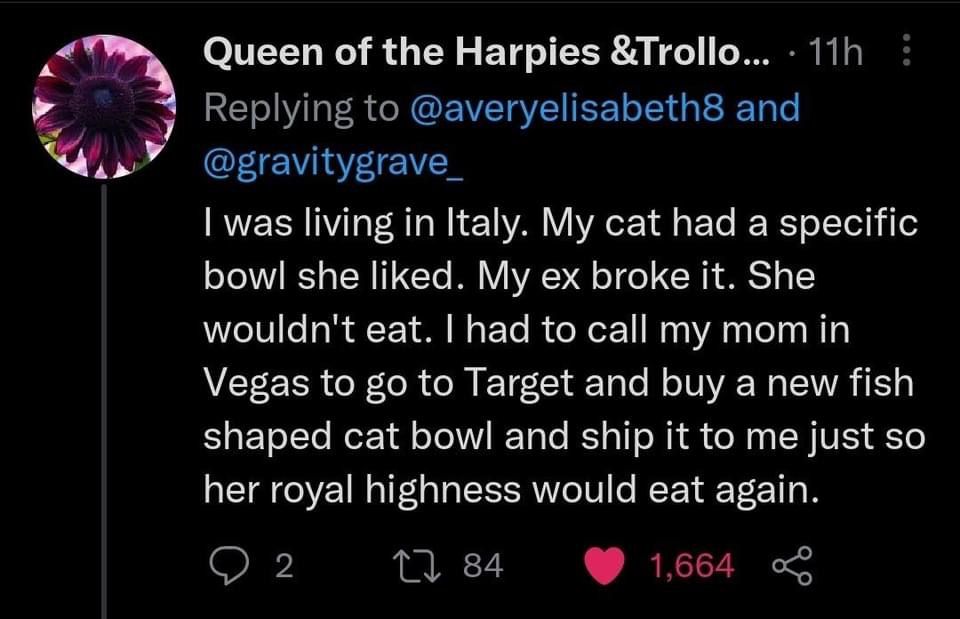 Queen of the Harpies &Trollo... · 11h
Replying to @averyelisabeth8 and
@gravitygrave_
I was living in Italy. My cat had a specific
bowl she liked. My ex broke it. She
wouldn't eat. I had to call my mom in
Vegas to go to Target and buy a new fish
shaped cat bowl and ship it to me just so
her royal highness would eat again.
2 84 1,664